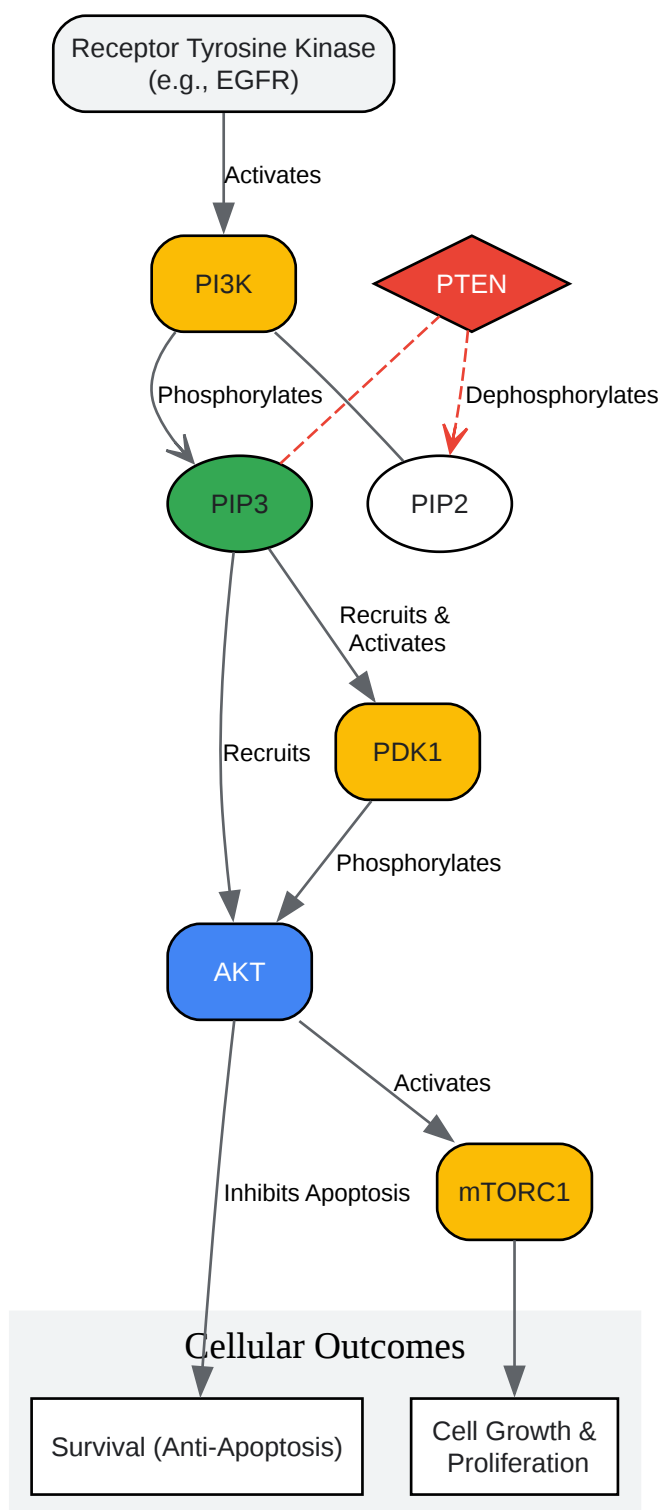 Receptor Tyrosine Kinase
(e.g., EGFR)
Activates
PI3K
PTEN
Phosphorylates
Dephosphorylates
PIP3
PIP2
Recruits &
Activates
Recruits
PDK1
Phosphorylates
AKT
Activates
Inhibits Apoptosis
mTORC1
Cellular Outcomes
Survival (Anti-Apoptosis)
Cell Growth &
Proliferation